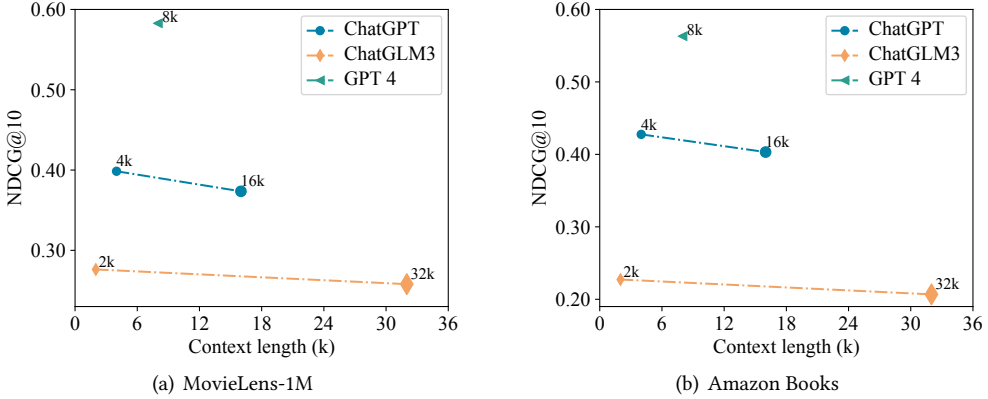 0.60
0.50
0.40
0.30
NDCG@10
8k
4k
16k
2k
32k
ChatGPT
ChatGLM3
GPT 4
0 6 12 18 24 30 36
Context length (k)
(a) MovieLens-1M
0.60
0.50
0.40
0.30
0.20
NDCG@10
8k
4k
16k
2k
32k
ChatGPT
ChatGLM3
GPT 4
0 6 12 18 24 30 36
Context length (k)
(b) Amazon Books